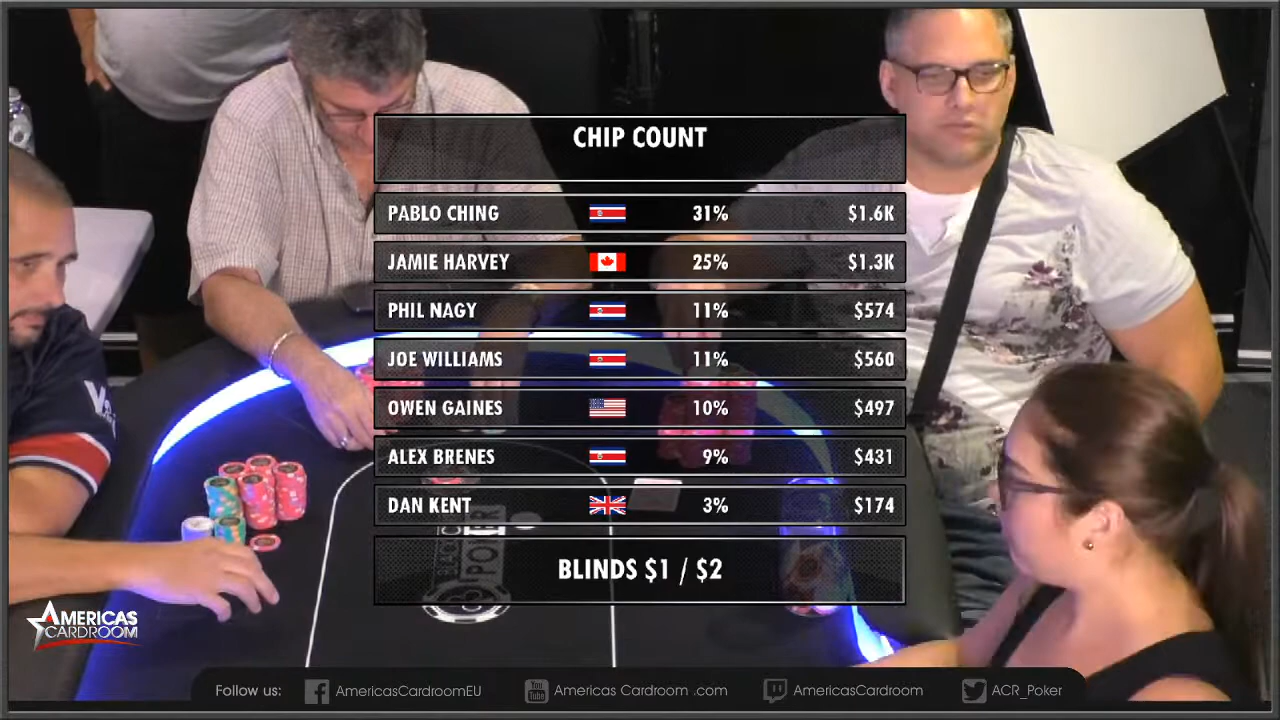 CHIP COUNT
PABLO CHING 31% $1.6K
JAMIE HARVEY 25% $1.3K
PHIL NAGY 11% $574
JOE WILLIAMS 11% $560
OWEN GAINES 10% $497
ALEX BRENES 9% $431
DAN KENT 3% $174
BLINDS $1 / $2
AMERICAS
CARDROOM
Follow us: AmericasCardroomEU You Tube Americas Cardroom .com AmericasCardroom ACR_Poker